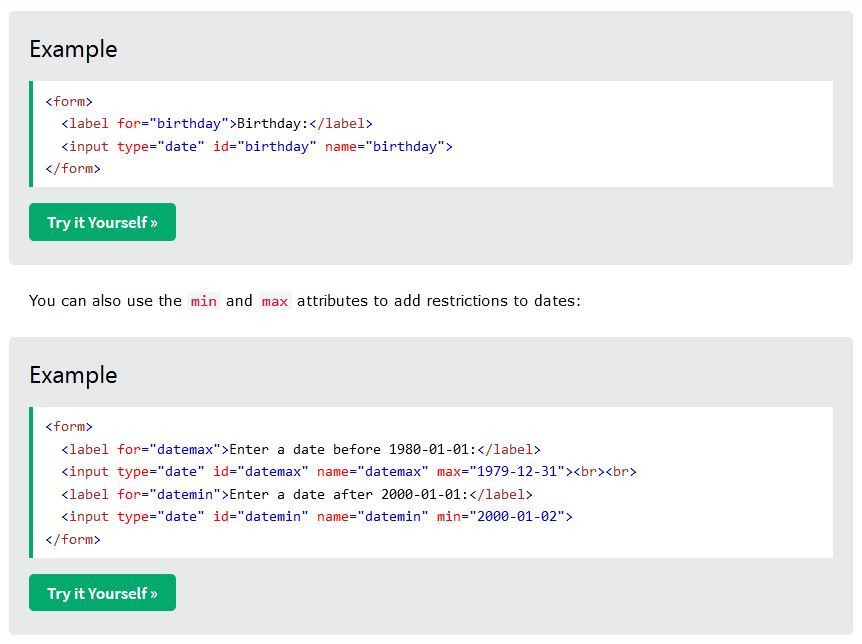 Example
<form>
  <label for="birthday">Birthday:</label>
  <input type="date" id="birthday" name="birthday">
</form>
Try it Yourself »
You can also use the min and max attributes to add restrictions to dates:
Example
<form>
  <label for="datemax">Enter a date before 1980-01-01:</label>
  <input type="date" id="datemax" name="datemax" max="1979-12-31"><br><br>
  <label for="datemin">Enter a date after 2000-01-01:</label>
  <input type="date" id="datemin" name="datemin" min="2000-01-02">
</form>
Try it Yourself »